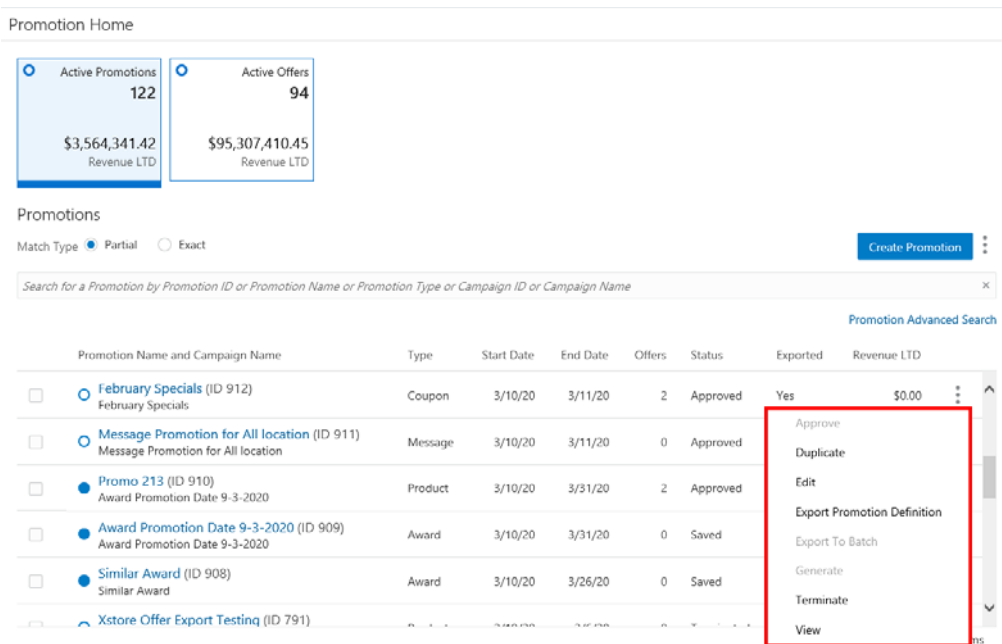 Promotion Home
Active Promotions
122
$3,564,341.42
Revenue LTD
Active Offers
94
$95,307,410.45
Revenue LTD
Promotions
Match Type Partial Exact
Create Promotion
Search for a Promotion by Promotion ID or Promotion Name or Promotion Type or Campaign ID or Campaign Name ×
Promotion Advanced Search
Promotion Name and Campaign Name Type Start Date End Date Offers Status Exported Revenue LTD
February Specials (ID 912)
February Specials
Coupon 3/10/20 3/11/20 2 Approved Yes $0.00
Message Promotion for All location (ID 911)
Message Promotion for All location
Message 3/10/20 3/11/20 0 Approved
Promo 213 (ID 910)
Award Promotion Date 9-3-2020
Product 3/10/20 3/31/20 2 Approved
Award Promotion Date 9-3-2020 (ID 909)
Award Promotion Date 9-3-2020
Award 3/10/20 3/31/20 0 Saved
Similar Award (ID 908)
Similar Award
Award 3/10/20 3/26/20 0 Saved
Xstore Offer Export Testing (ID 791)
Approve
Duplicate
Edit
Export Promotion Definition
Export To Batch
Generate
Terminate
View